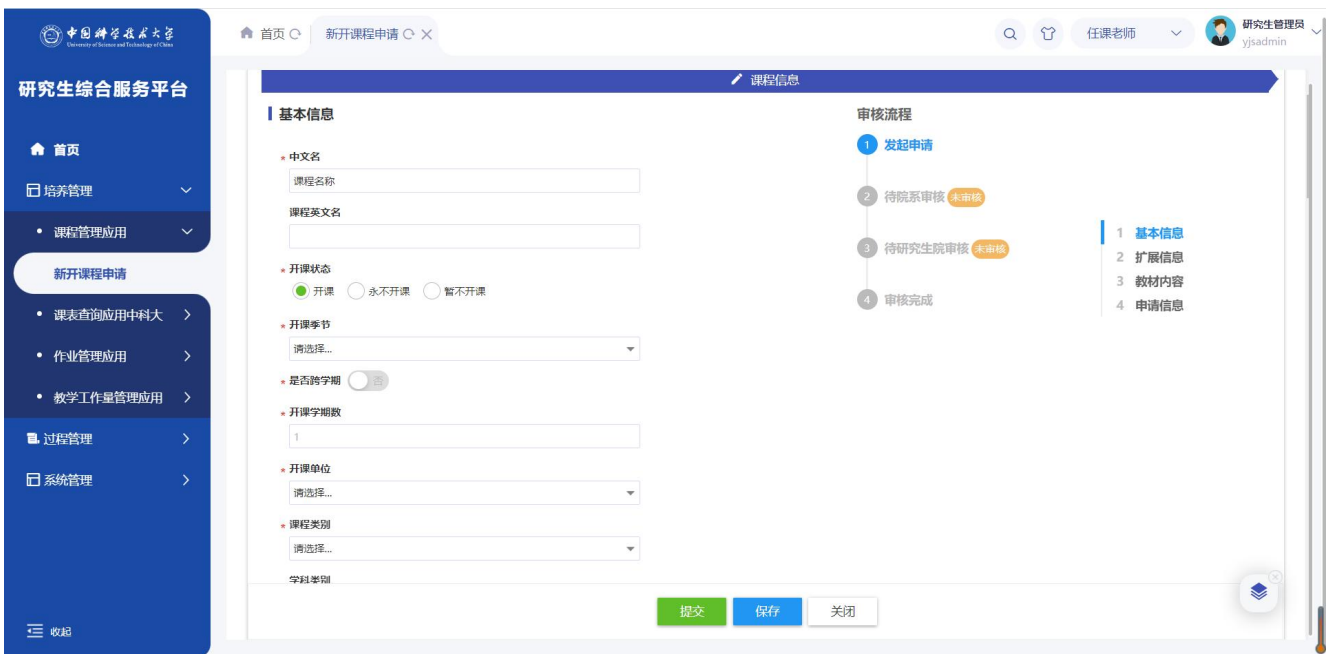 中国科学技术大学
University of Science and Technology of China
首页
新开课程申请
任课老师
研究生管理员
yjsadmin
研究生综合服务平台
首页
培养管理
课程管理应用
新开课程申请
课表查询应用中科大
作业管理应用
教学工作量管理应用
过程管理
系统管理
收起
课程信息
基本信息
* 中文名
课程名称
课程英文名
* 开课状态
开课 永不开课 暂不开课
* 开课季节
请选择...
* 是否跨学期 否
* 开课学期数
1
* 开课单位
请选择...
* 课程类别
请选择...
学科类别
审核流程
1 发起申请
2 待院系审核 未审核
3 待研究生院审核 未审核
4 审核完成
1 基本信息
2 扩展信息
3 教材内容
4 申请信息
提交 保存 关闭